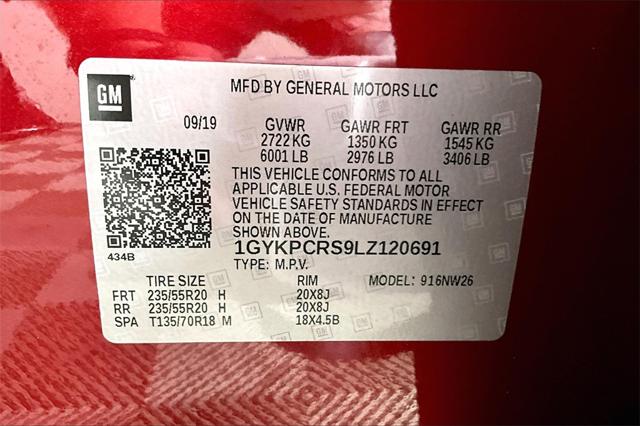 GM
MFD BY GENERAL MOTORS LLC
09/19 GVWR GAWR FRT GAWR RR
2722 KG 1350 KG 1545 KG
6001 LB 2976 LB 3406 LB
THIS VEHICLE CONFORMS TO ALL
APPLICABLE U.S. FEDERAL MOTOR
VEHICLE SAFETY STANDARDS IN EFFECT
ON THE DATE OF MANUFACTURE
SHOWN ABOVE.
434B
1GYKPCRS9LZ120691
TYPE: M.P.V.
TIRE SIZE RIM MODEL: 916NW26
FRT 235/55R20 H 20X8J
RR 235/55R20 H 20X8J
SPA T135/70R18 M 18X4.5B